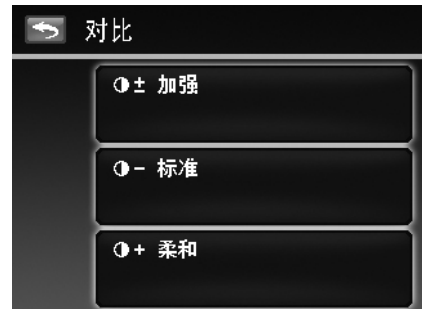 对比
± 加强
- 标准
+ 柔和